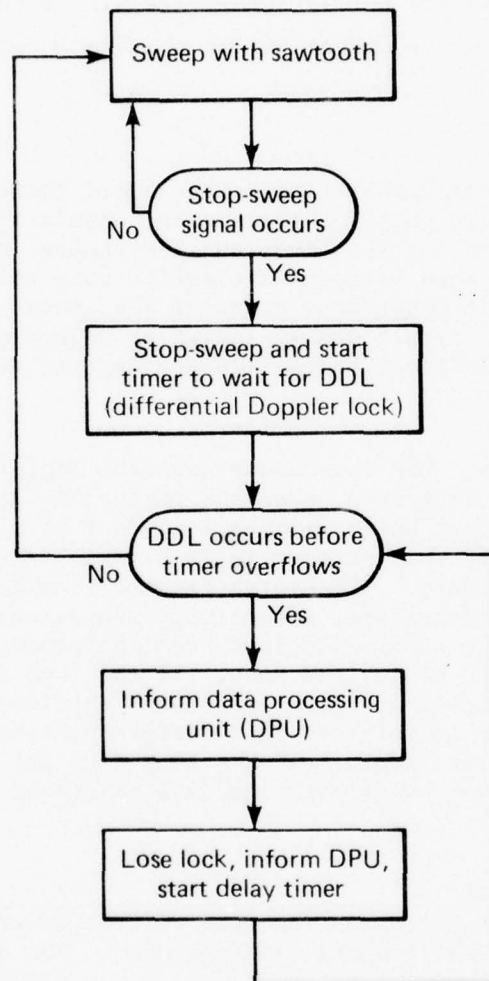 Sweep with sawtooth
Stop-sweep
signal occurs
No
Yes
Stop-sweep and start
timer to wait for DDL
(differential Doppler lock)
DDL occurs before
timer overflows
No
Yes
Inform data processing
unit (DPU)
Lose lock, inform DPU,
start delay timer